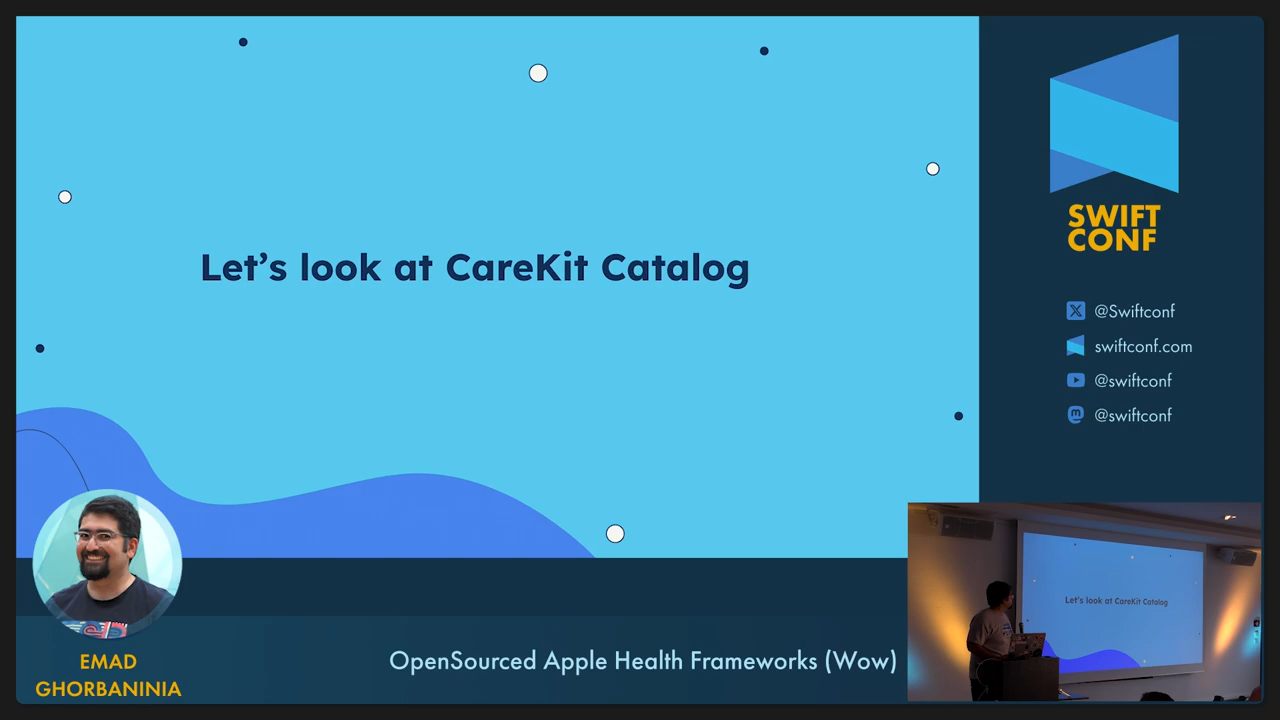 Let's look at CareKit Catalog
SWIFT
CONF
@Swiftconf
swiftconf.com
@swiftconf
@swiftconf
EMAD
GHORBANINIA
OpenSourced Apple Health Frameworks (Wow)
Let's look at CareKit Catalog